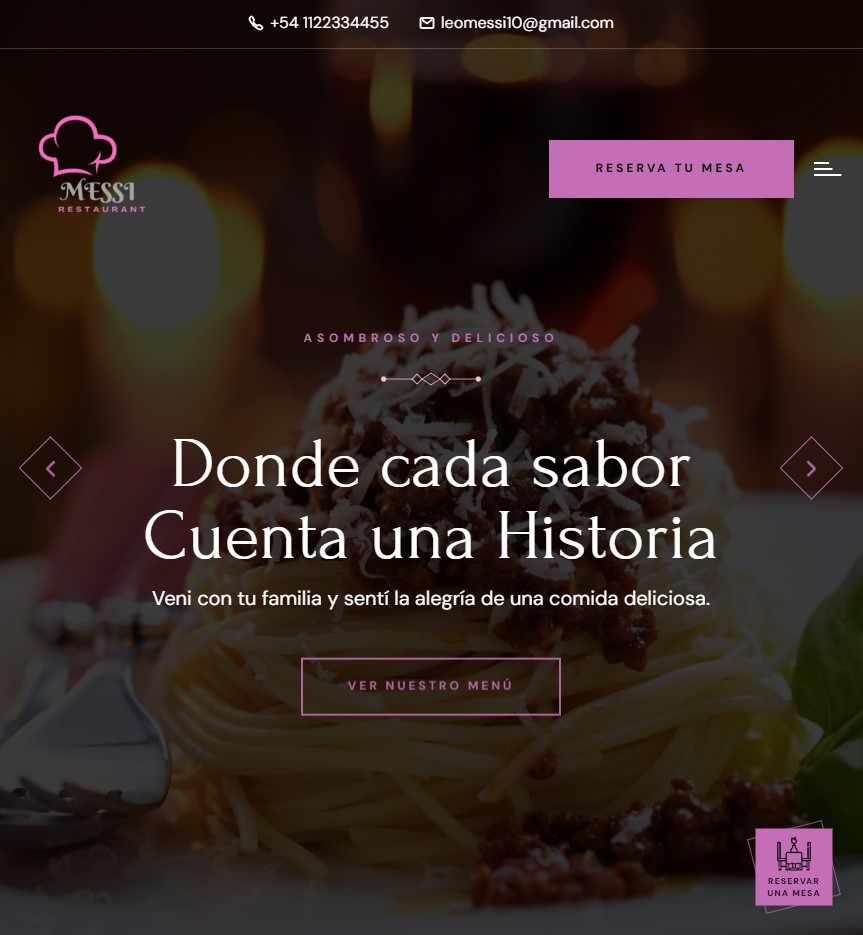 +54 1122334455
leomessi10@gmail.com
MESSI
RESTAURANT
RESERVA TU MESA
ASOMBROSO Y DELICIOSO
Donde cada sabor
Cuenta una Historia
Veni con tu familia y sentí la alegría de una comida deliciosa.
VER NUESTRO MENÚ
RESERVAR
UNA MESA